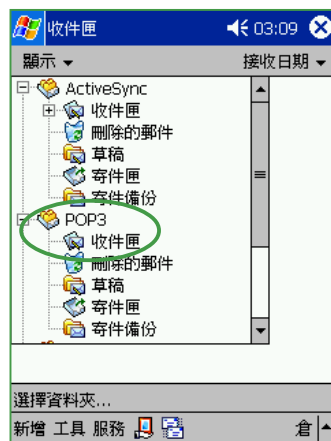 收件匣 03:09
顯示 接收日期
ActiveSync
收件匣
刪除的郵件
草稿
寄件匣
寄件備份
POP3
收件匣
刪除的郵件
草稿
寄件匣
寄件備份
選擇資料夾...
新增 工具 服務 倉